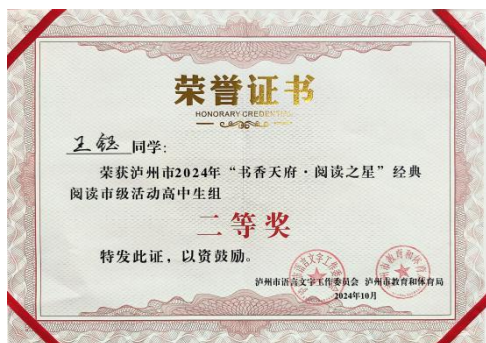 荣誉证书
HONORARY CREDENTIAL
王钰 同学:
荣获泸州市2024年“书香天府·阅读之星”经典
阅读市级活动高中生组
二等奖
特发此证，以资鼓励。
泸州市语言文字工作委员会 泸州市教育和体育局
2024年10月